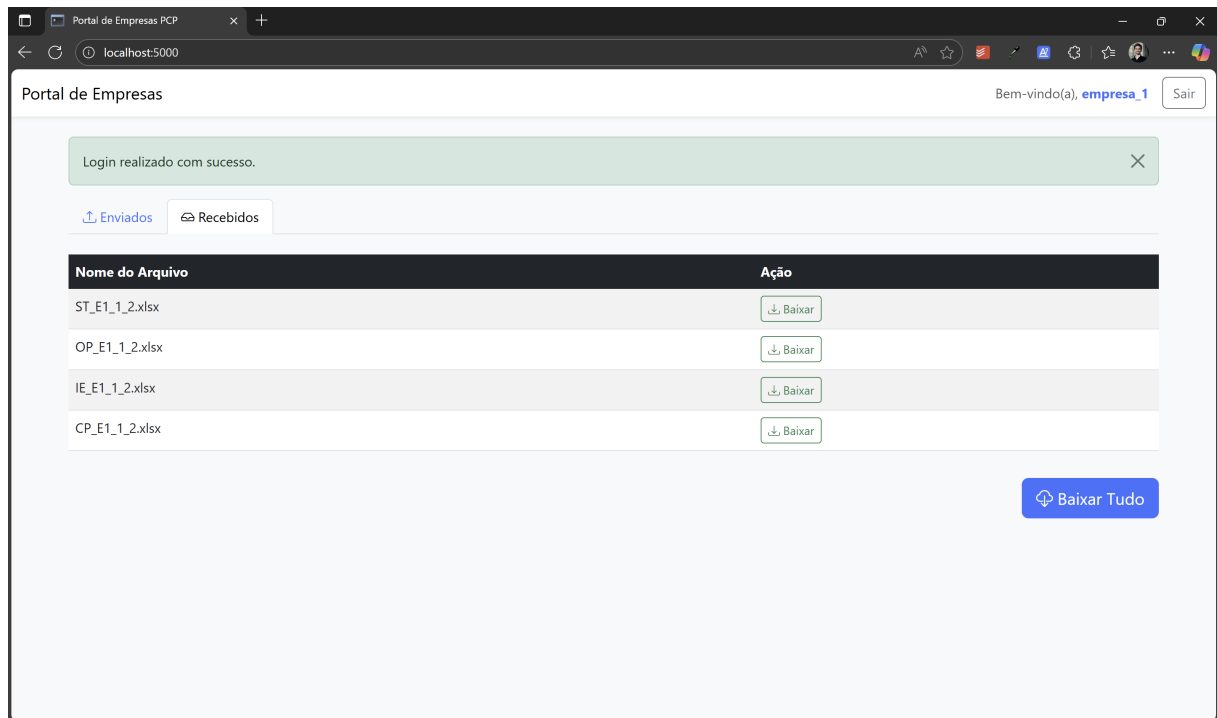 Portal de Empresas PCP
localhost:5000
Portal de Empresas
Bem-vindo(a), empresa_1
Sair
Login realizado com sucesso.
Enviados
Recebidos
Nome do Arquivo
Ação
ST_E1_1_2.xlsx
Baixar
OP_E1_1_2.xlsx
Baixar
IE_E1_1_2.xlsx
Baixar
CP_E1_1_2.xlsx
Baixar
Baixar Tudo